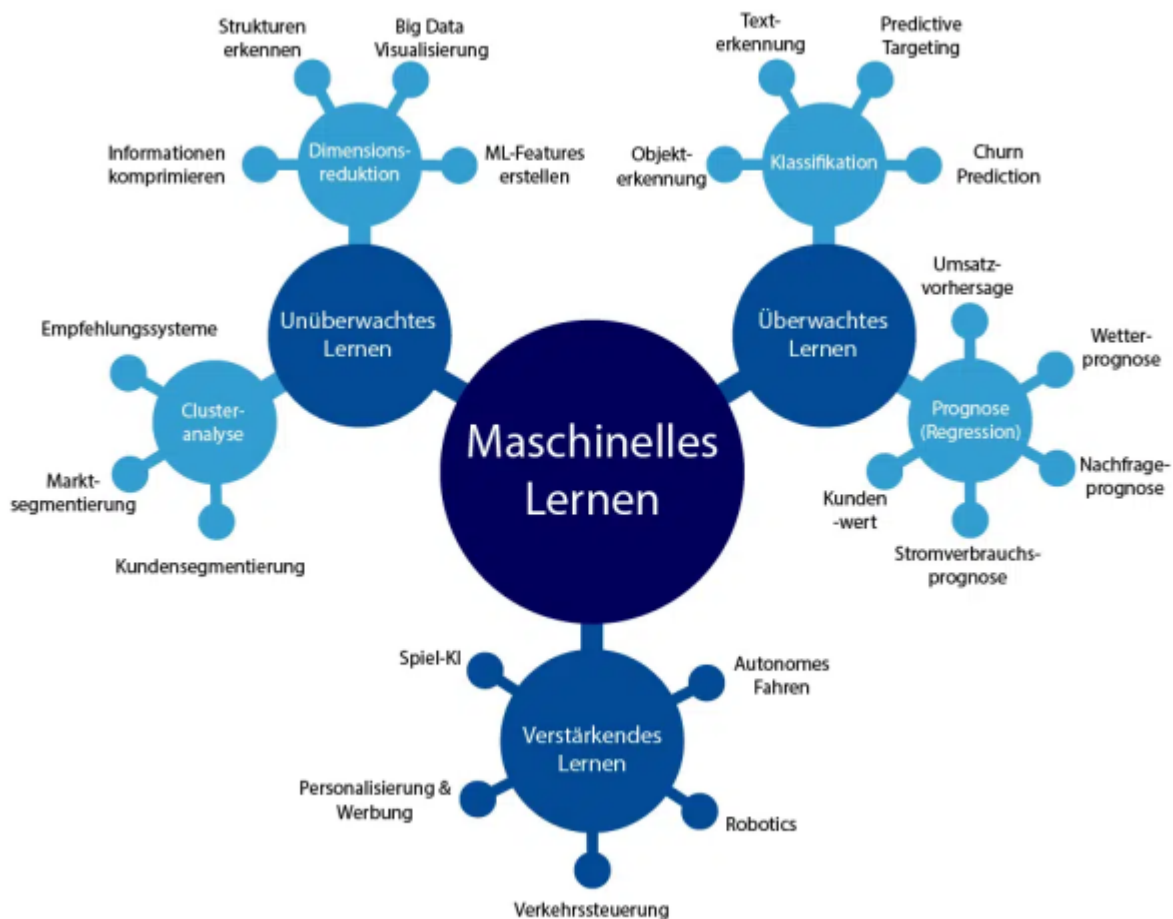 Strukturen
erkennen
Big Data
Visualisierung
Informationen
komprimieren
Dimensions-
reduktion
ML-Features
erstellen
Text-
erkennung
Predictive
Targeting
Objekt-
erkennung
Klassifikation
Churn
Prediction
Unüberwachtes
Lernen
Überwachtes
Lernen
Empfehlungssysteme
Cluster-
analyse
Markt-
segmentierung
Kundensegmentierung
Maschinelles
Lernen
Umsatz-
vorhersage
Wetter-
prognose
Prognose
(Regression)
Nachfrage-
prognose
Kunden
-wert
Stromverbrauchs-
prognose
Spiel-KI
Autonomes
Fahren
Verstärkendes
Lernen
Personalisierung &
Werbung
Robotics
Verkehrssteuerung